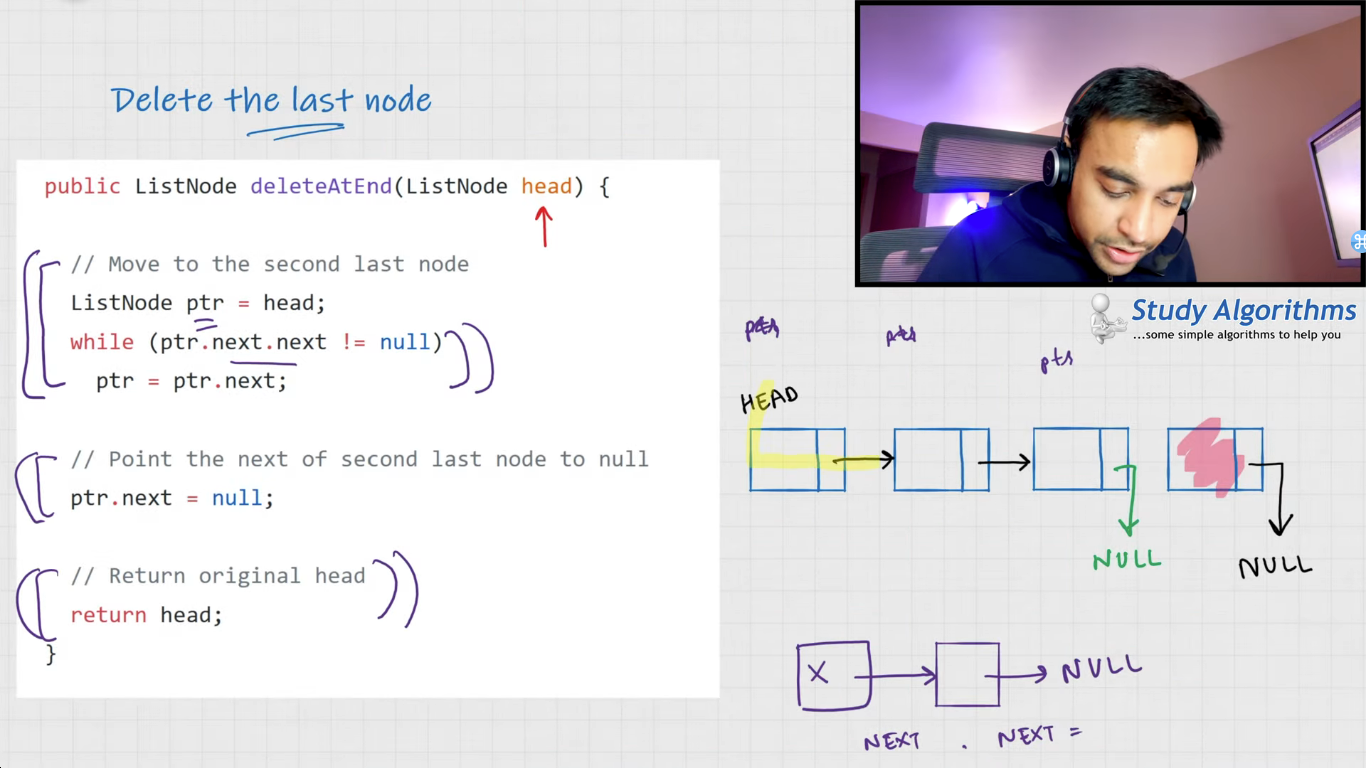 Delete the last node
public ListNode deleteAtEnd(ListNode head) {
// Move to the second last node
ListNode ptr = head;
while (ptr.next.next != null)
ptr = ptr.next;
// Point the next of second last node to null
ptr.next = null;
// Return original head
return head;
}
Study Algorithms
...some simple algorithms to help you
ptr
ptr
ptr
HEAD
NULL
NULL
X
NULL
NEXT . NEXT =